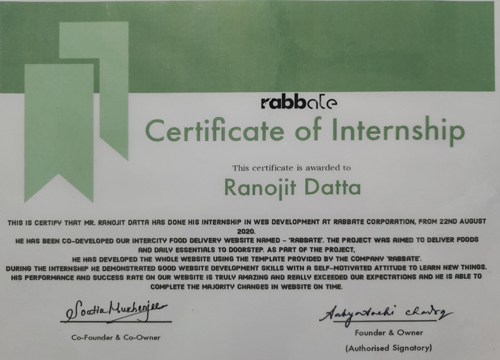 rabbate
Certificate of Internship
This certificate is awarded to
Ranojit Datta
THIS IS CERTIFY THAT MR. RANOJIT DATTA HAS DONE HIS INTERNSHIP IN WEB DEVELOPMENT AT RABBATE CORPORATION, FROM 22ND AUGUST
2020.
HE HAS BEEN CO-DEVELOPED OUR INTERCITY FOOD DELIVERY WEBSITE NAMED - 'RABBATE'. THE PROJECT WAS AIMED TO DELIVER FOODS
AND DAILY ESSENTIALS TO DOORSTEP. AS PART OF THE PROJECT,
HE HAS DEVELOPED THE WHOLE WEBSITE USING THE TEMPLATE PROVIDED BY THE COMPANY 'RABBATE'.
DURING THE INTERNSHIP HE DEMONSTRATED GOOD WEBSITE DEVELOPMENT SKILLS WITH A SELF-MOTIVATED ATTITUDE TO LEARN NEW THINGS.
HIS PERFORMANCE AND SUCCESS RATE ON OUR WEBSITE IS TRULY AMAZING AND REALLY EXCEEDED OUR EXPECTATIONS AND HE IS ABLE TO
COMPLETE THE MAJORITY CHANGES IN WEBSITE ON TIME.
Mukherjee
Co-Founder & Co-Owner
Founder & Owner
(Authorised Signatory)